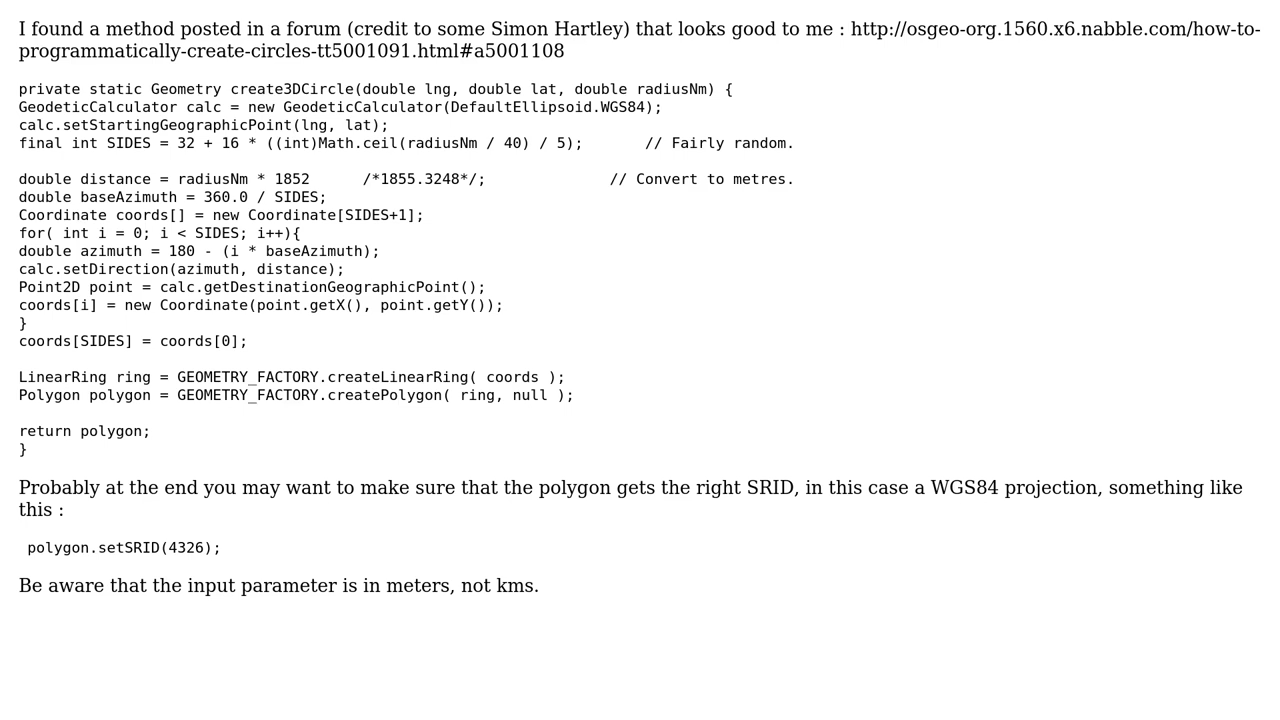 I found a method posted in a forum (credit to some Simon Hartley) that looks good to me : http://osgeo-org.1560.x6.nabble.com/how-to-
programmatically-create-circles-tt5001091.html#a5001108
private static Geometry create3DCircle(double lng, double lat, double radiusNm) {
GeodeticCalculator calc = new GeodeticCalculator(DefaultEllipsoid.WGS84);
calc.setStartingGeographicPoint(lng, lat);
final int SIDES = 32 + 16 * ((int)Math.ceil(radiusNm / 40) / 5);       // Fairly random.
double distance = radiusNm * 1852      /*1855.3248*/;              // Convert to metres.
double baseAzimuth = 360.0 / SIDES;
Coordinate coords[] = new Coordinate[SIDES+1];
for( int i = 0; i < SIDES; i++){
double azimuth = 180 - (i * baseAzimuth);
calc.setDirection(azimuth, distance);
Point2D point = calc.getDestinationGeographicPoint();
coords[i] = new Coordinate(point.getX(), point.getY());
}
coords[SIDES] = coords[0];
LinearRing ring = GEOMETRY_FACTORY.createLinearRing( coords );
Polygon polygon = GEOMETRY_FACTORY.createPolygon( ring, null );
return polygon;
}
Probably at the end you may want to make sure that the polygon gets the right SRID, in this case a WGS84 projection, something like
this :
polygon.setSRID(4326);
Be aware that the input parameter is in meters, not kms.